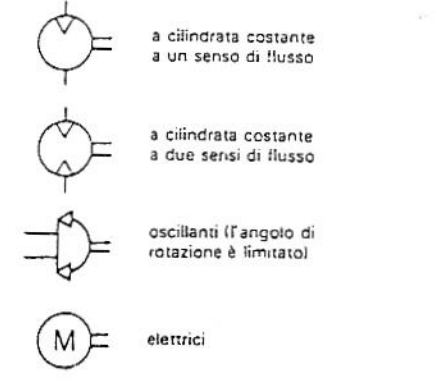 a cilindrata costante
a un senso di flusso
a cilindrata costante
a due sensi di flusso
oscillanti (l'angolo di
rotazione è limitato)
M
elettrici